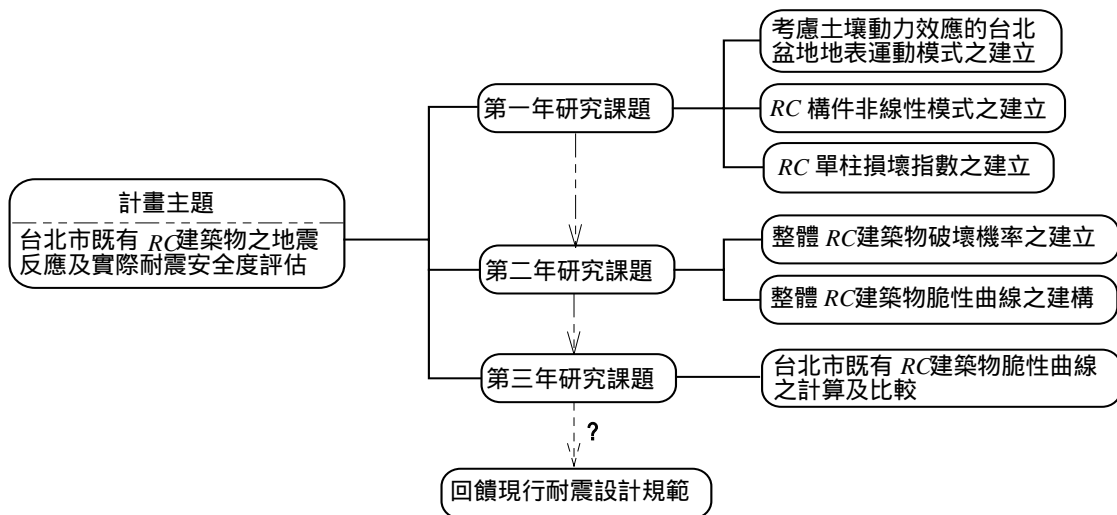 計畫主題
台北市既有 RC建築物之地震
反應及實際耐震安全度評估
第一年研究課題
考慮土壤動力效應的台北
盆地地表運動模式之建立
RC 構件非線性模式之建立
RC 單柱損壞指數之建立
第二年研究課題
整體 RC建築物破壞機率之建立
整體 RC建築物脆性曲線之建構
第三年研究課題
台北市既有 RC建築物脆性曲線
之計算及比較
?
回饋現行耐震設計規範